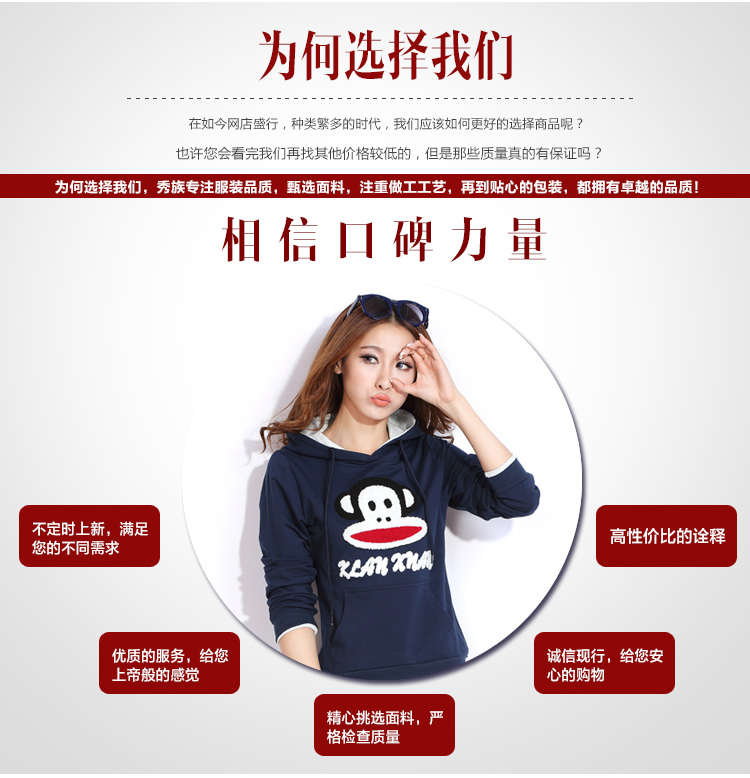 为何选择我们
在如今网店盛行，种类繁多的时代，我们应该如何更好的选择商品呢？
也许您会看完我们再找其他价格较低的，但是那些质量真的有保证吗？
为何选择我们，秀族专注服装品质，甄选面料，注重做工工艺，再到贴心的包装，都拥有卓越的品质！
相信口碑力量
KLAN XNAN
不定时上新，满足
您的不同需求
高性价比的诠释
优质的服务，给您
上帝般的感觉
诚信现行，给您安
心的购物
精心挑选面料，严
格检查质量